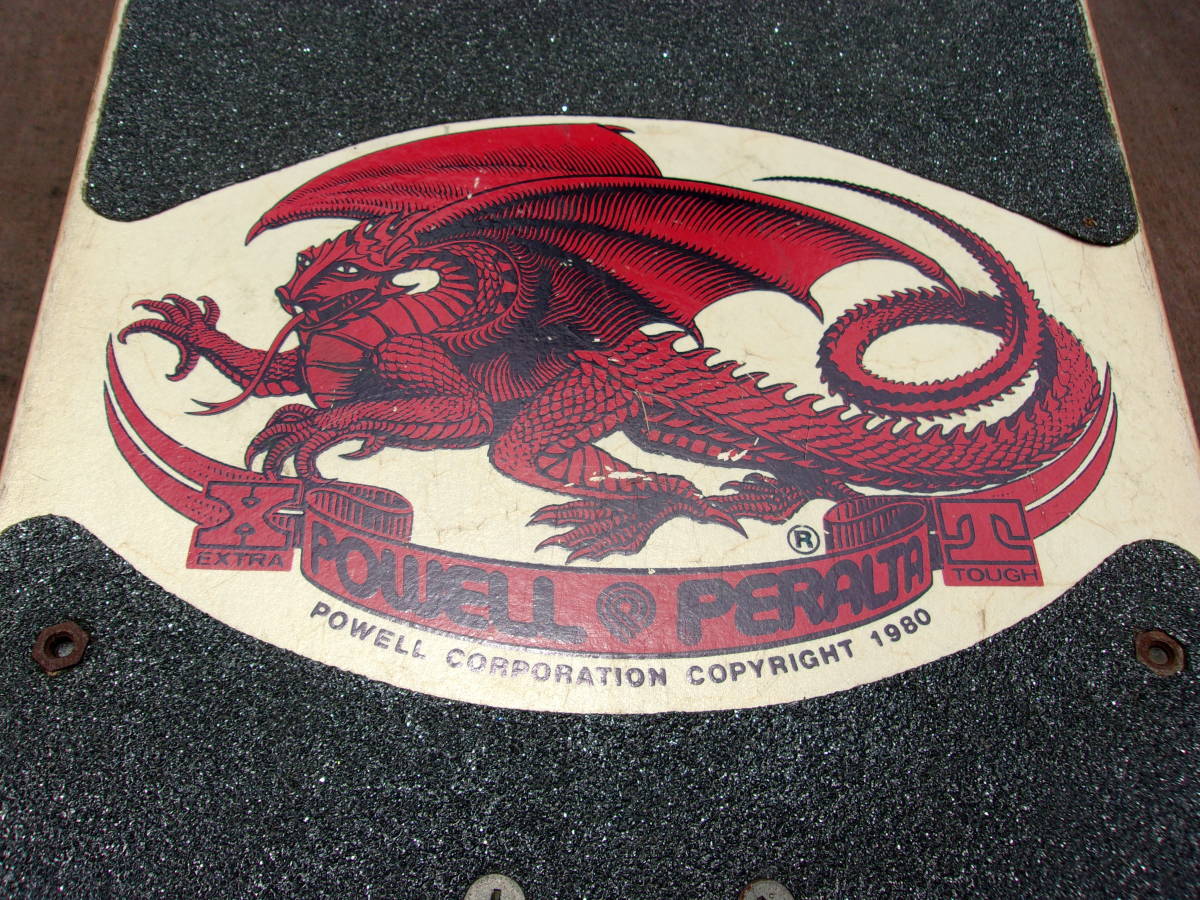 ®
X T
EXTRA TOUGH
POWELL PERALTA
POWELL CORPORATION COPYRIGHT 1980